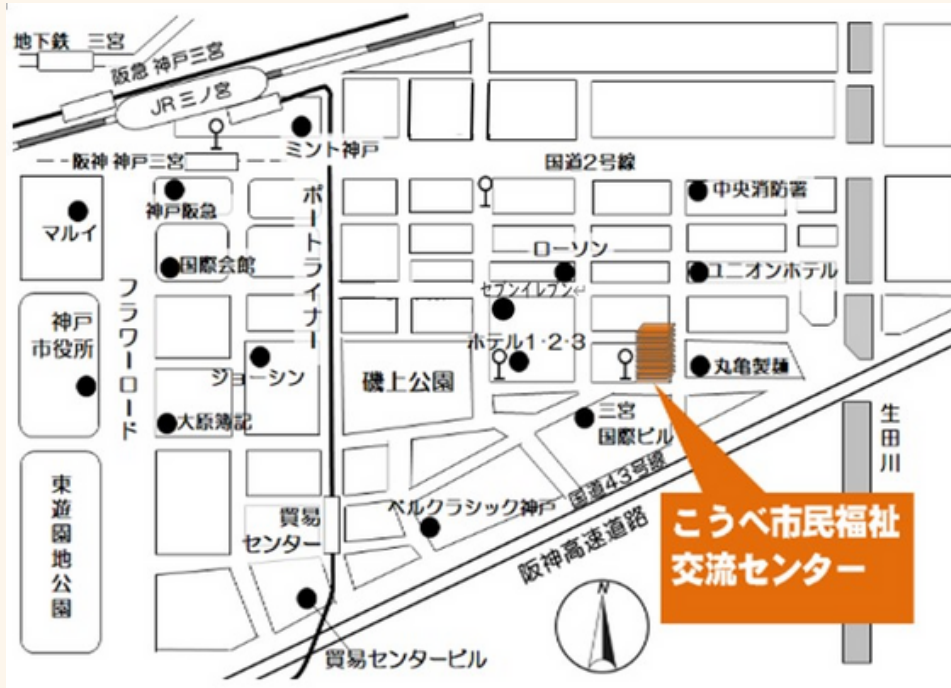 地下鉄 三宮
阪急 神戸三宮
JR三ノ宮
ミント神戸
阪神 神戸三宮
国道2号線
神戸阪急
マルイ
ポートライナー
中央消防署
ローソン
国際会館
ユニオンホテル
セブンイレブン
フラワーロード
神戸
市役所
ホテル1・2・3
ジョーシン
磯上公園
丸亀製麺
大原簿記
三宮
国際ビル
生田川
国道43号線
東遊園地公園
貿易
センター
ベルクラシック神戸
阪神高速道路
こうべ市民福祉
交流センター
N
貿易センタービル